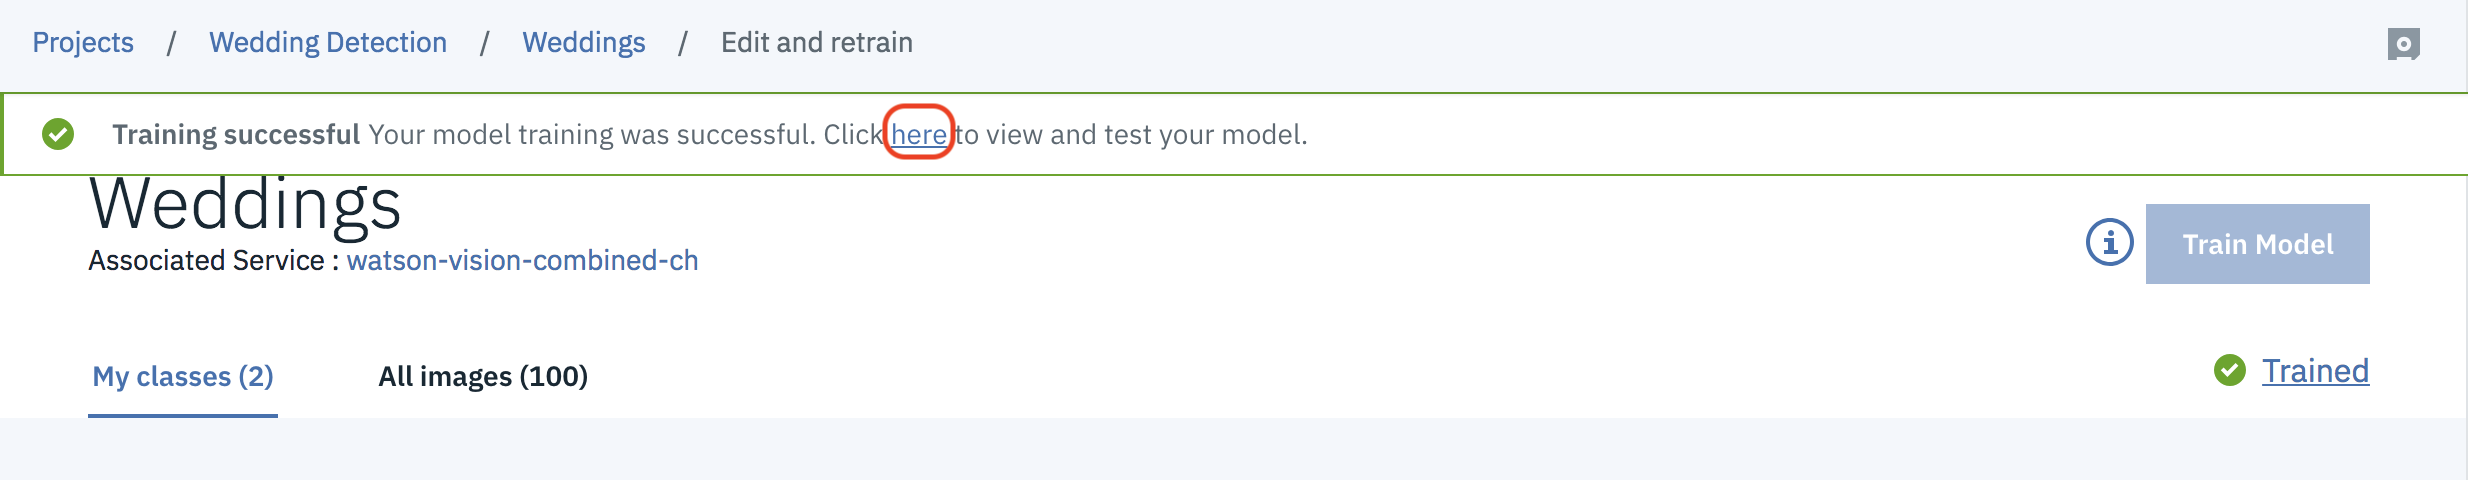 Projects / Wedding Detection / Weddings / Edit and retrain
Training successful Your model training was successful. Click here to view and test your model.
Weddings
Associated Service : watson-vision-combined-ch
Train Model
My classes (2) All images (100) Trained